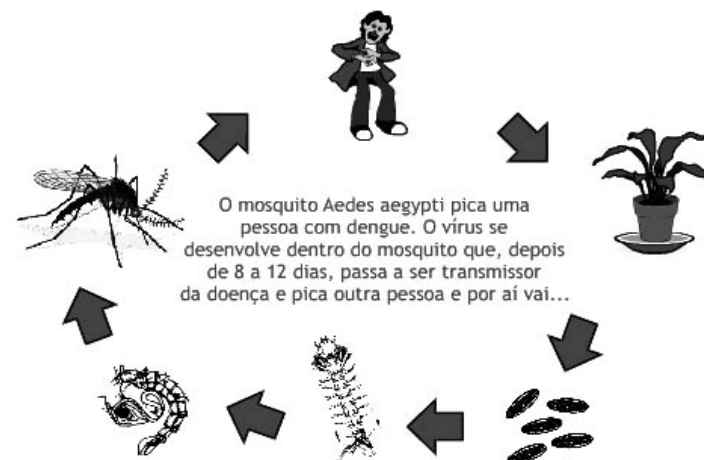 O mosquito Aedes aegypti pica uma
pessoa com dengue. O vírus se
desenvolve dentro do mosquito que, depois
de 8 a 12 dias, passa a ser transmissor
da doença e pica outra pessoa e por aí vai...